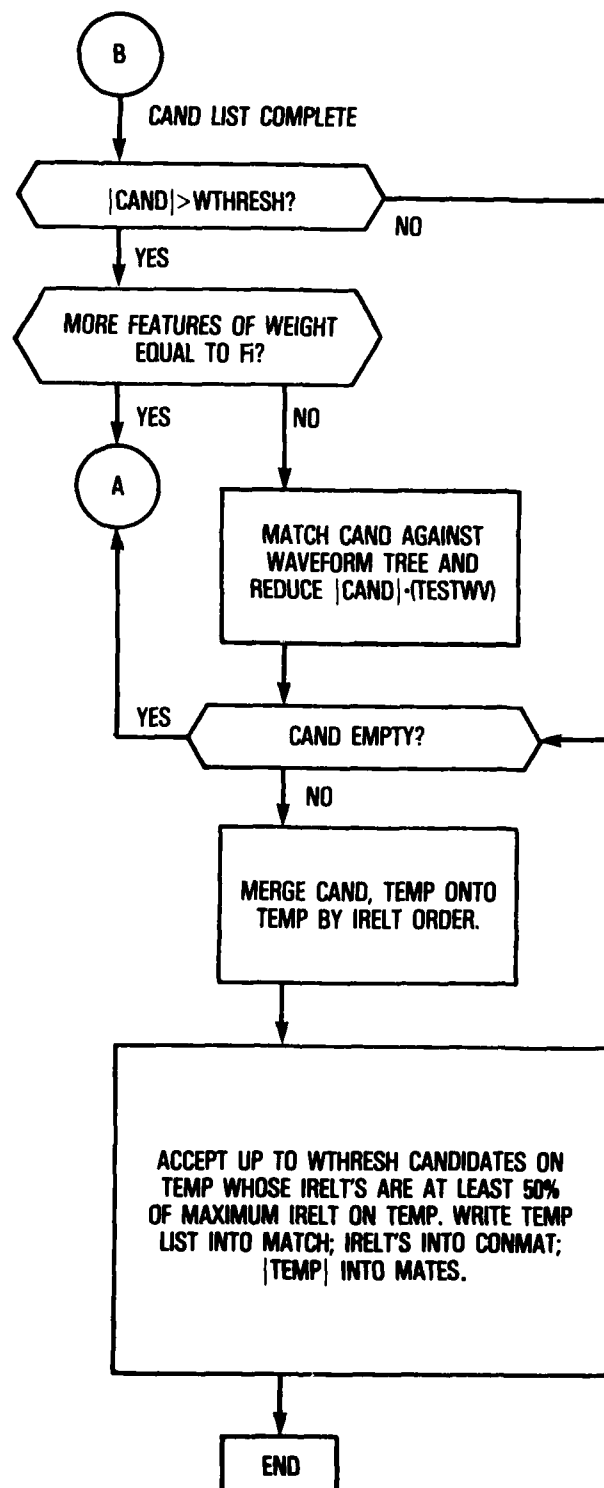 B
CAND LIST COMPLETE
|CAND|>WTHRESH?
NO
YES
MORE FEATURES OF WEIGHT
EQUAL TO Fi?
YES
NO
A
MATCH CAND AGAINST
WAVEFORM TREE AND
REDUCE |CAND|·(TESTWV)
YES
CAND EMPTY?
NO
MERGE CAND, TEMP ONTO
TEMP BY IRELT ORDER.
ACCEPT UP TO WTHRESH CANDIDATES ON
TEMP WHOSE IRELT'S ARE AT LEAST 50%
OF MAXIMUM IRELT ON TEMP. WRITE TEMP
LIST INTO MATCH; IRELT'S INTO CONMAT;
|TEMP| INTO MATES.
END